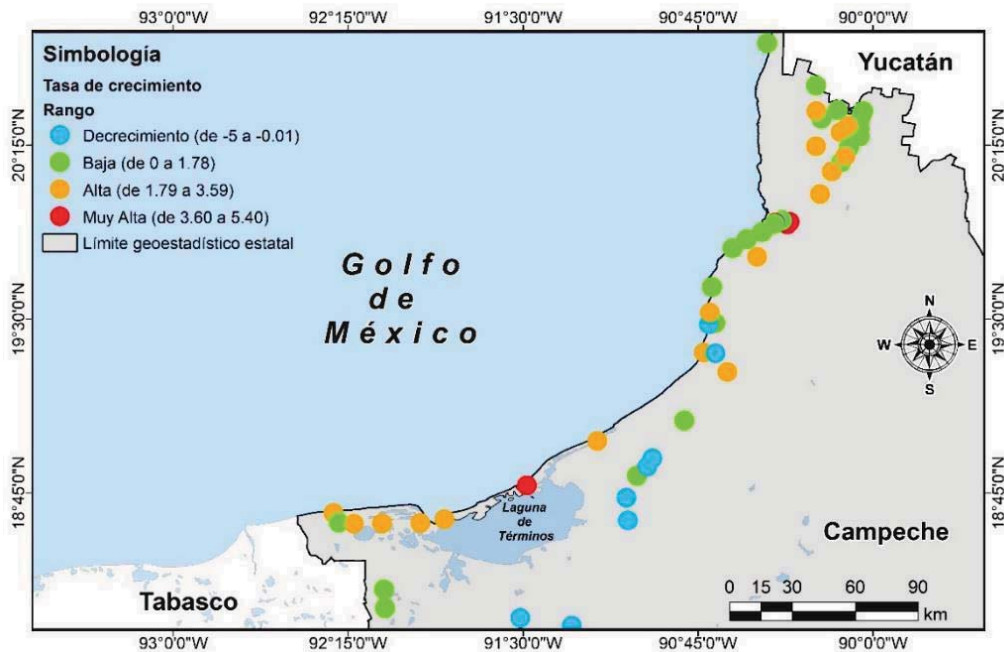 93°0'0"W 92°15'0"W 91°30'0"W 90°45'0"W 90°0'0"W
Simbología
Tasa de crecimiento
Rango
Decrecimiento (de -5 a -0.01)
Baja (de 0 a 1.78)
Alta (de 1.79 a 3.59)
Muy Alta (de 3.60 a 5.40)
Límite geoestadístico estatal
Yucatán
20°15'0"N
20°15'0"N
Golfo
de
México
19°30'0"N
19°30'0"N
N
W E
S
18°45'0"N
18°45'0"N
Laguna
de
Términos
Campeche
Tabasco
0 15 30 60 90
km
93°0'0"W 92°15'0"W 91°30'0"W 90°45'0"W 90°0'0"W